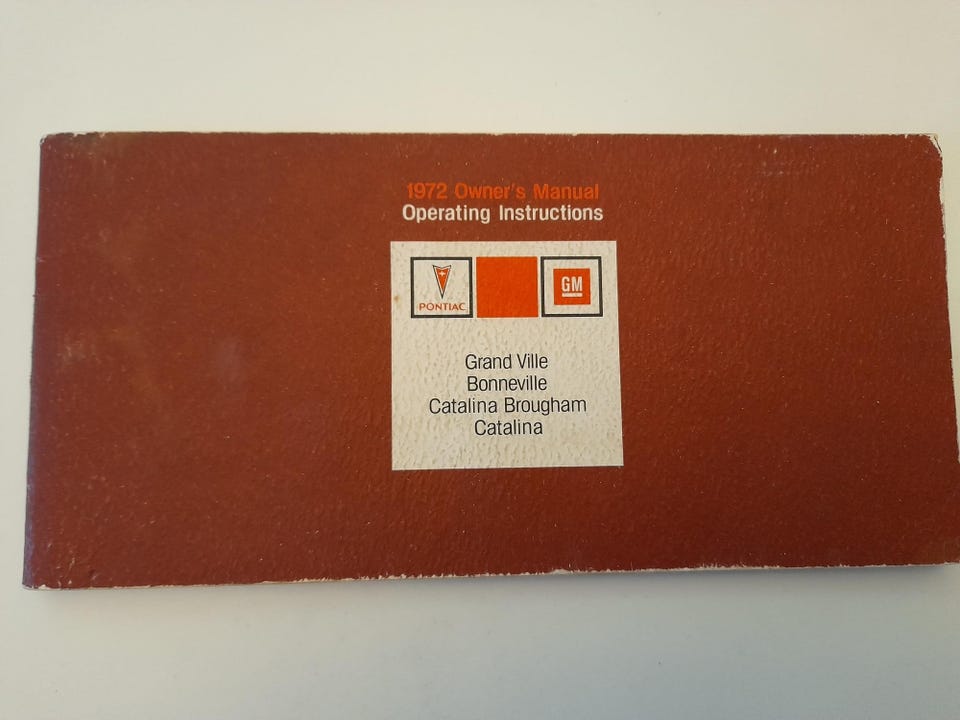 1972 Owner's Manual
Operating Instructions
PONTIAC
GM
Grand Ville
Bonneville
Catalina Brougham
Catalina